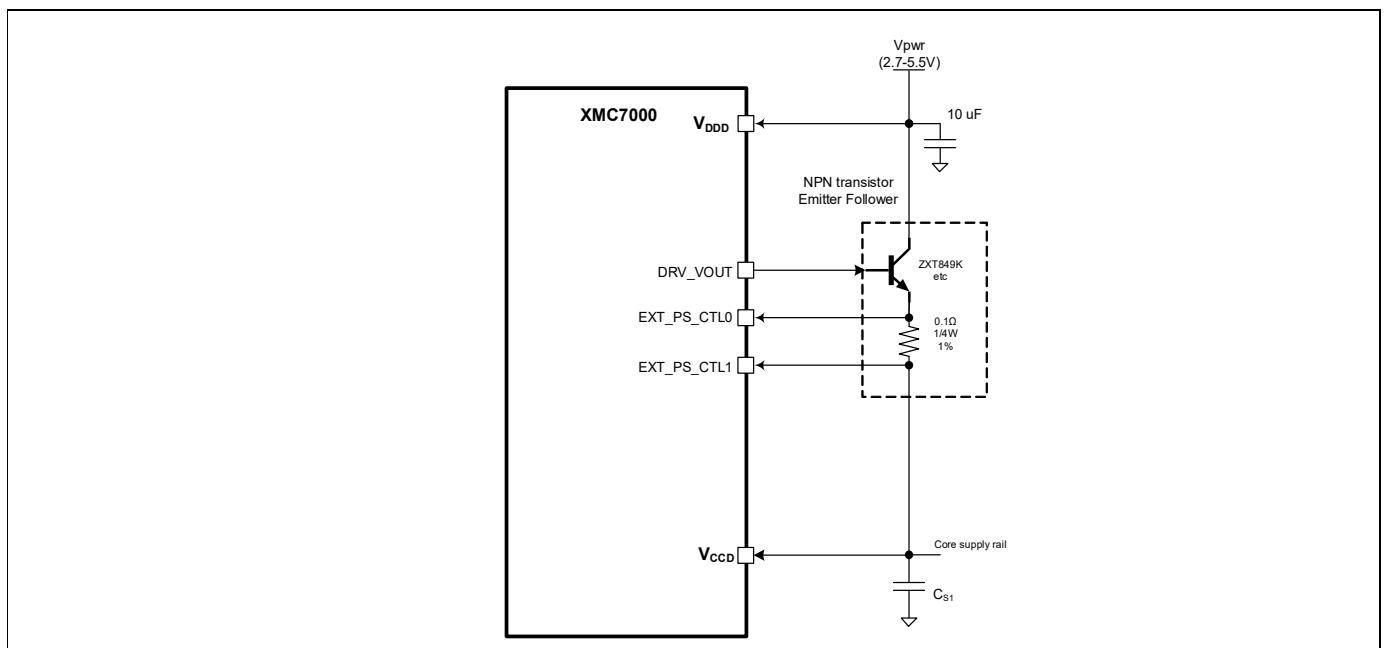 Vpwr
(2.7-5.5V)
XMC7000
VDDD
10 uF
NPN transistor
Emitter Follower
DRV_VOUT
ZXT849K
etc
EXT_PS_CTL0
0.1Ω
1/4W
1%
EXT_PS_CTL1
VCCD
Core supply rail
CS1